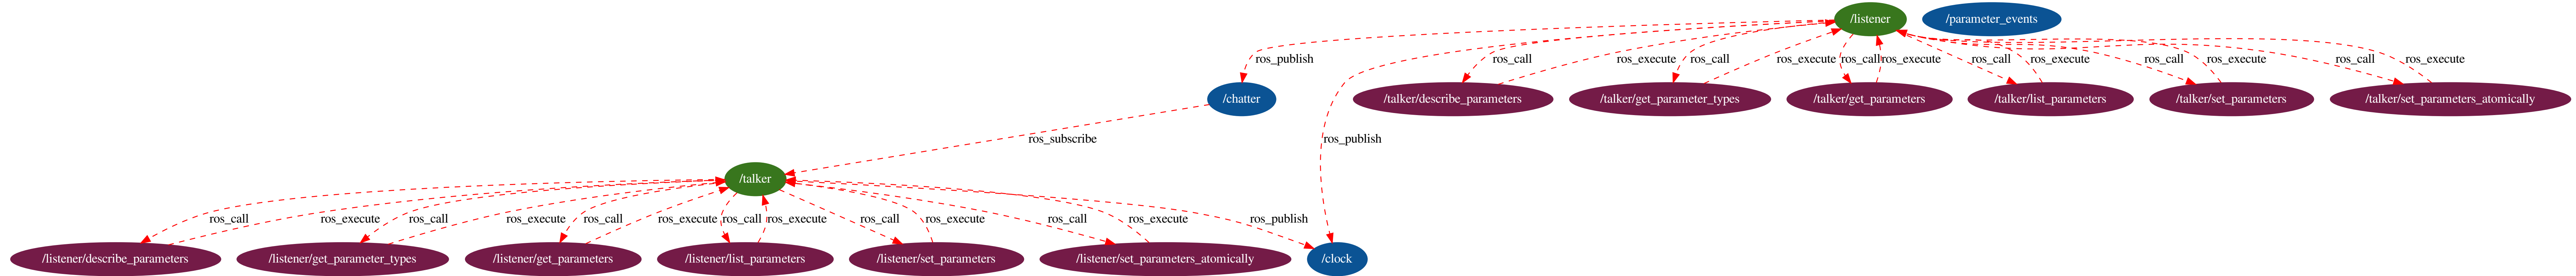 /listener
/parameter_events
ros_publish
ros_call
ros_execute
ros_call
ros_execute
ros_call
ros_execute
ros_call
ros_execute
ros_call
ros_execute
ros_call
ros_execute
/chatter
/talker/describe_parameters
/talker/get_parameter_types
/talker/get_parameters
/talker/list_parameters
/talker/set_parameters
/talker/set_parameters_atomically
ros_subscribe
ros_publish
/talker
ros_call
ros_execute
ros_call
ros_execute
ros_call
ros_execute
ros_call
ros_execute
ros_call
ros_execute
ros_call
ros_execute
ros_publish
/listener/describe_parameters
/listener/get_parameter_types
/listener/get_parameters
/listener/list_parameters
/listener/set_parameters
/listener/set_parameters_atomically
/clock